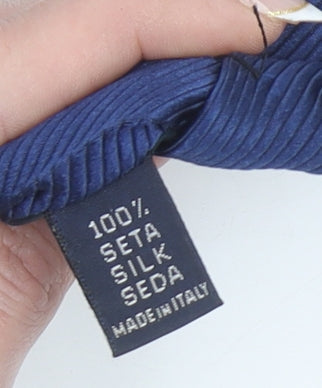 100%
SETA
SILK
SEDA
MADE IN ITALY